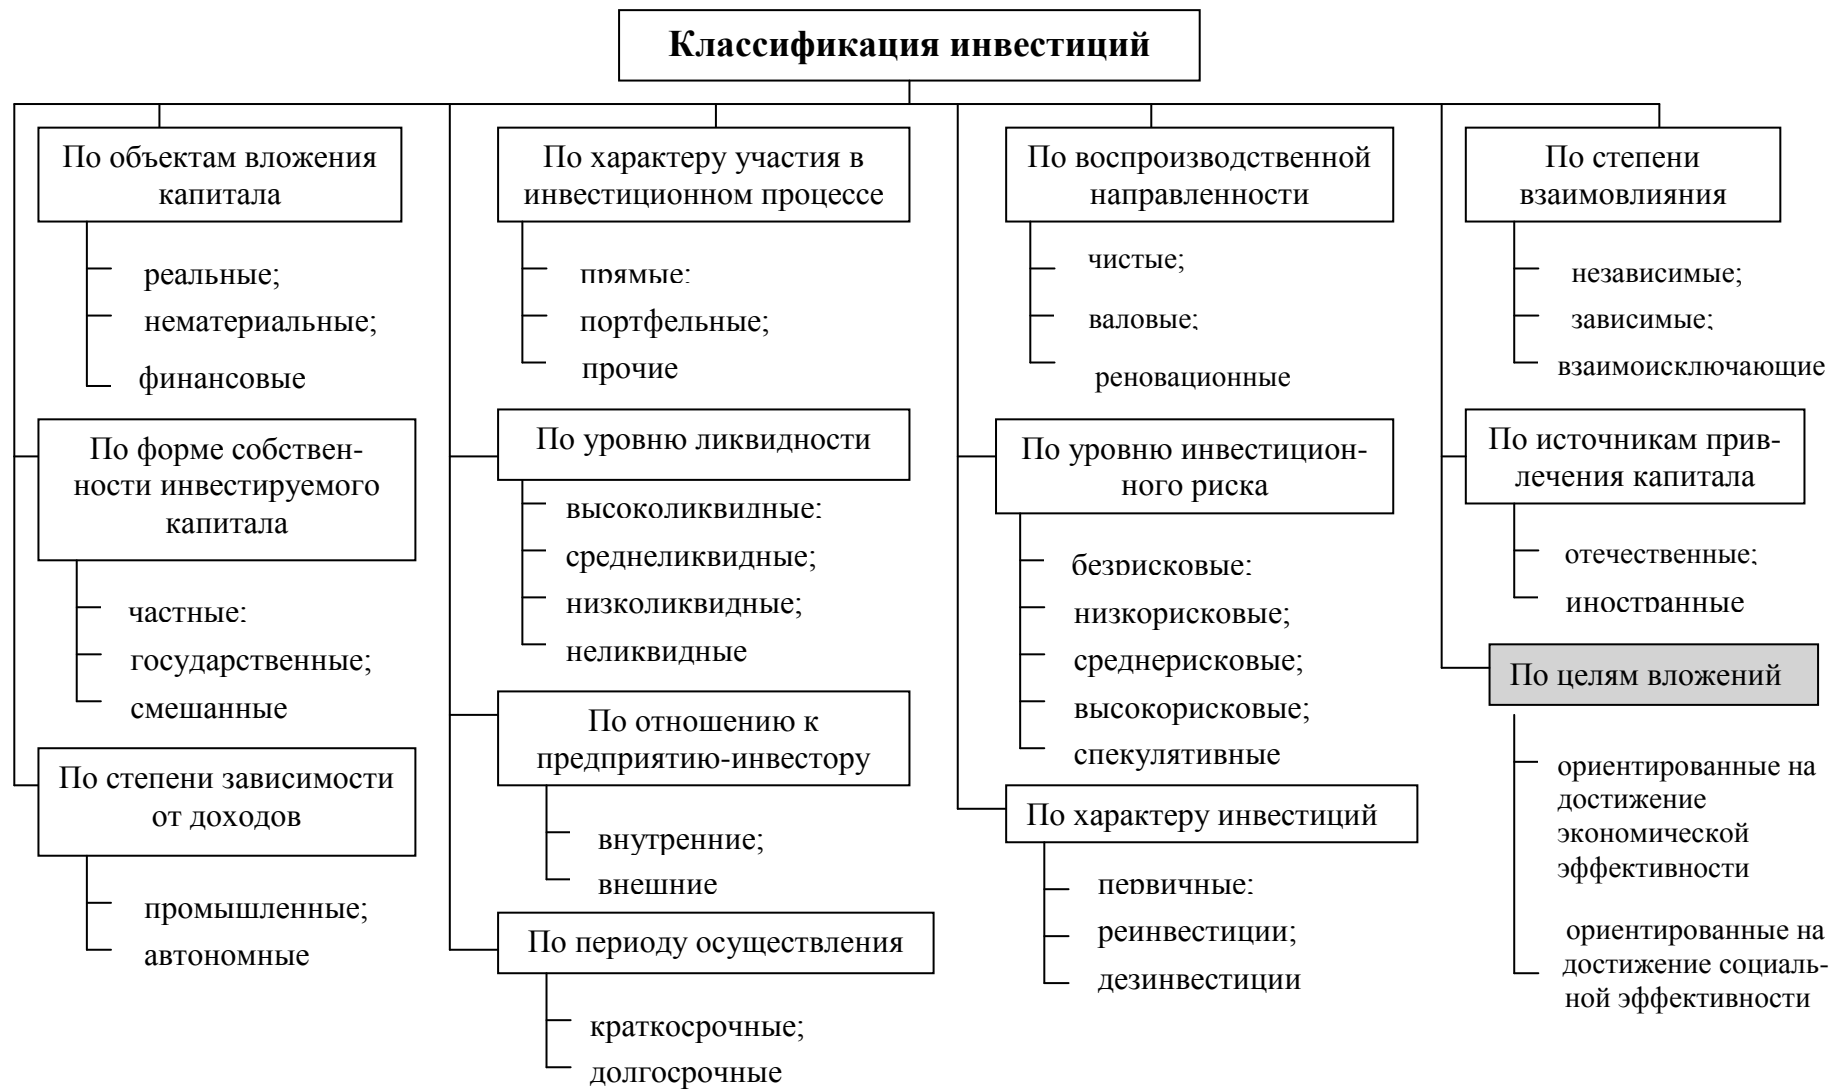 Классификация инвестиций
По объектам вложения
капитала
реальные;
нематериальные;
финансовые
По форме собствен-
ности инвестируемого
капитала
частные;
государственные;
смешанные
По степени зависимости
от доходов
промышленные;
автономные
По характеру участия в
инвестиционном процессе
прямые;
портфельные;
прочие
По уровню ликвидности
высоколиквидные;
среднеликвидные;
низколиквидные;
неликвидные
По отношению к
предприятию-инвестору
внутренние;
внешние
По периоду осуществления
краткосрочные;
долгосрочные
По воспроизводственной
направленности
чистые;
валовые;
реновационные
По уровню инвестицион-
ного риска
безрисковые;
низкорисковые;
среднерисковые;
высокорисковые;
спекулятивные
По характеру инвестиций
первичные;
реинвестиции;
дезинвестиции
По степени
взаимовлияния
независимые;
зависимые;
взаимоисключающие
По источникам прив-
лечения капитала
отечественные;
иностранные
По целям вложений
ориентированные на
достижение
экономической
эффективности
ориентированные на
достижение социаль-
ной эффективности